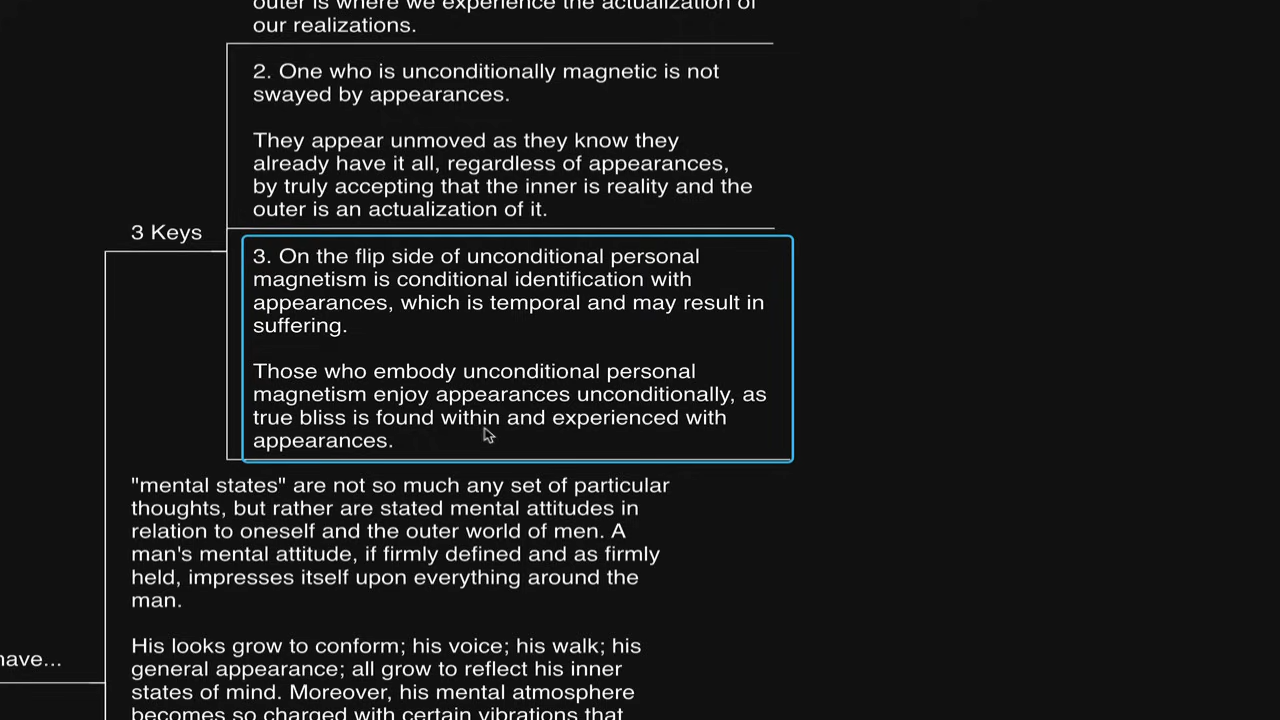 outer is where we experience the actualization of
our realizations.
2. One who is unconditionally magnetic is not
swayed by appearances.
They appear unmoved as they know they
already have it all, regardless of appearances,
by truly accepting that the inner is reality and the
outer is an actualization of it.
3 Keys
3. On the flip side of unconditional personal
magnetism is conditional identification with
appearances, which is temporal and may result in
suffering.
Those who embody unconditional personal
magnetism enjoy appearances unconditionally, as
true bliss is found within and experienced with
appearances.
"mental states" are not so much any set of particular
thoughts, but rather are stated mental attitudes in
relation to oneself and the outer world of men. A
man's mental attitude, if firmly defined and as firmly
held, impresses itself upon everything around the
man.
His looks grow to conform; his voice; his walk; his
have...
general appearance; all grow to reflect his inner
states of mind. Moreover, his mental atmosphere
becomes so charged with certain vibrations that